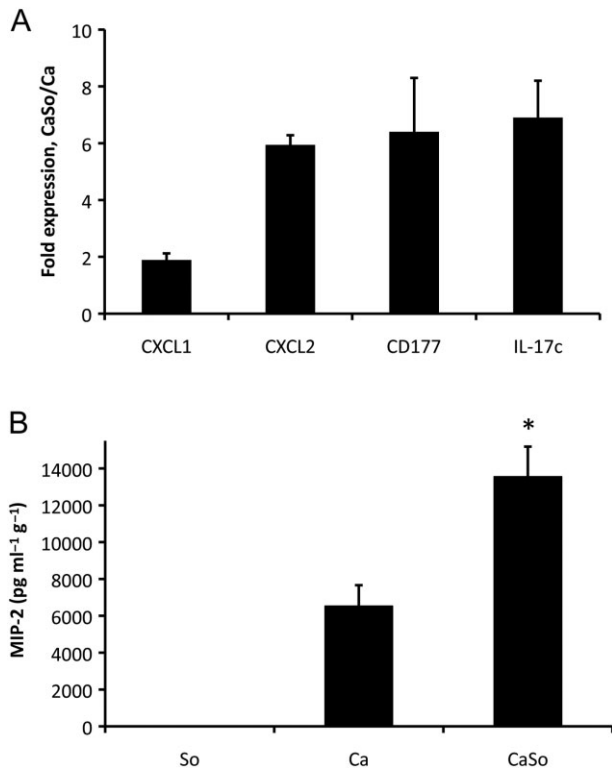 A
Fold expression, CaSo/Ca
10
8
6
4
2
0
CXCL1 CXCL2 CD177 IL-17c
B
*
MIP-2 (pg ml⁻¹ g⁻¹)
14000
12000
10000
8000
6000
4000
2000
0
So Ca CaSo